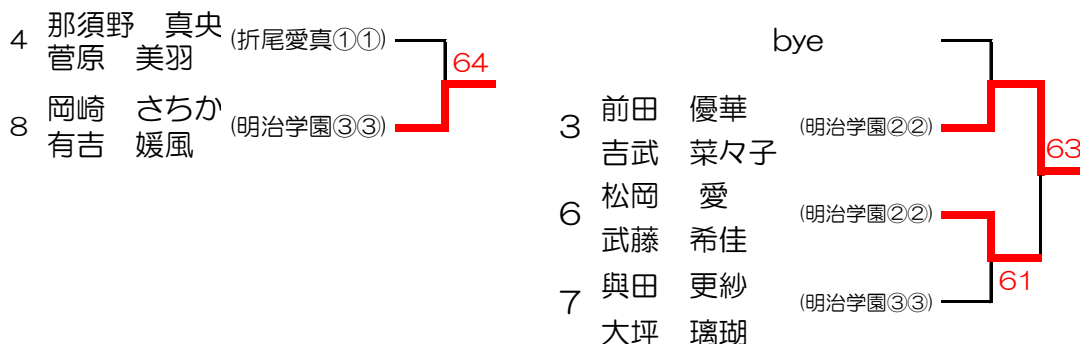 4 那須野　真央 (折尾愛真①①)
菅原　美羽
64
8 岡崎　さちか (明治学園③③)
有吉　媛風
bye
3 前田　優華 (明治学園②②)
吉武　菜々子
63
6 松岡　愛 (明治学園②②)
武藤　希佳
61
7 與田　更紗 (明治学園③③)
大坪　璃瑚